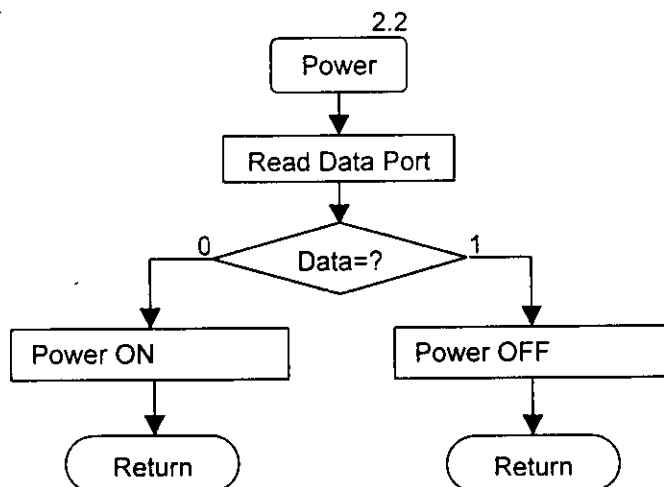 2.2
Power
Read Data Port
0
Data=?
1
Power ON
Power OFF
Return
Return